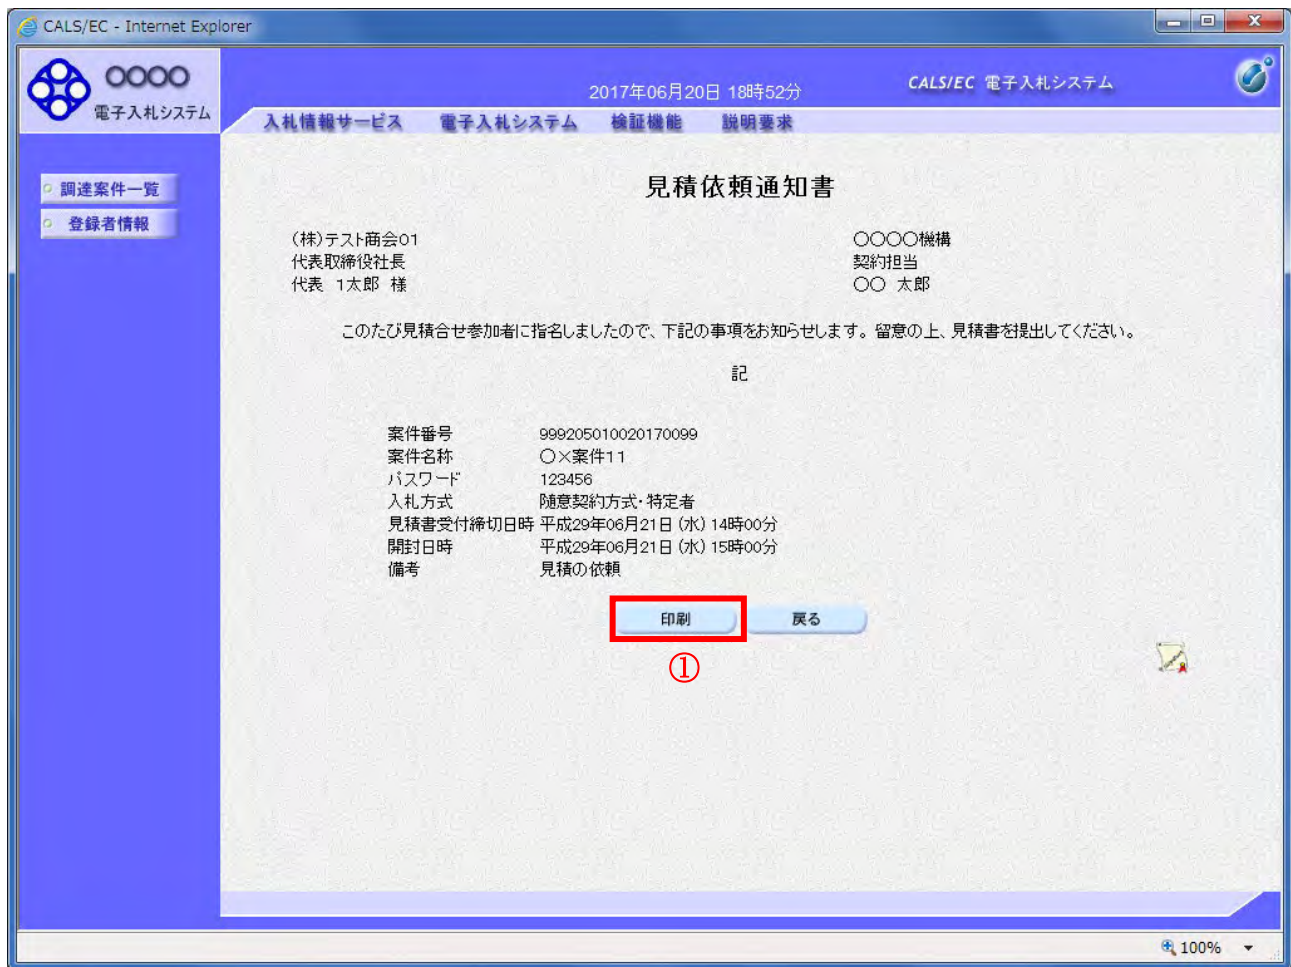 CALS/EC - Internet Explorer
○○○○
電子入札システム
2017年06月20日 18時52分
CALS/EC 電子入札システム
入札情報サービス 電子入札システム 検証機能 説明要求
調達案件一覧
登録者情報
見積依頼通知書
(株)テスト商会01
代表取締役社長
代表 1太郎 様
○○○○機構
契約担当
○○ 太郎
このたび見積合せ参加者に指名しましたので、下記の事項をお知らせします。留意の上、見積書を提出してください。
記
案件番号 999205010020170099
案件名称 ○×案件11
パスワード 123456
入札方式 随意契約方式・特定者
見積書受付締切日時 平成29年06月21日(水)14時00分
開封日時 平成29年06月21日(水)15時00分
備考 見積の依頼
印刷 戻る
①
100%